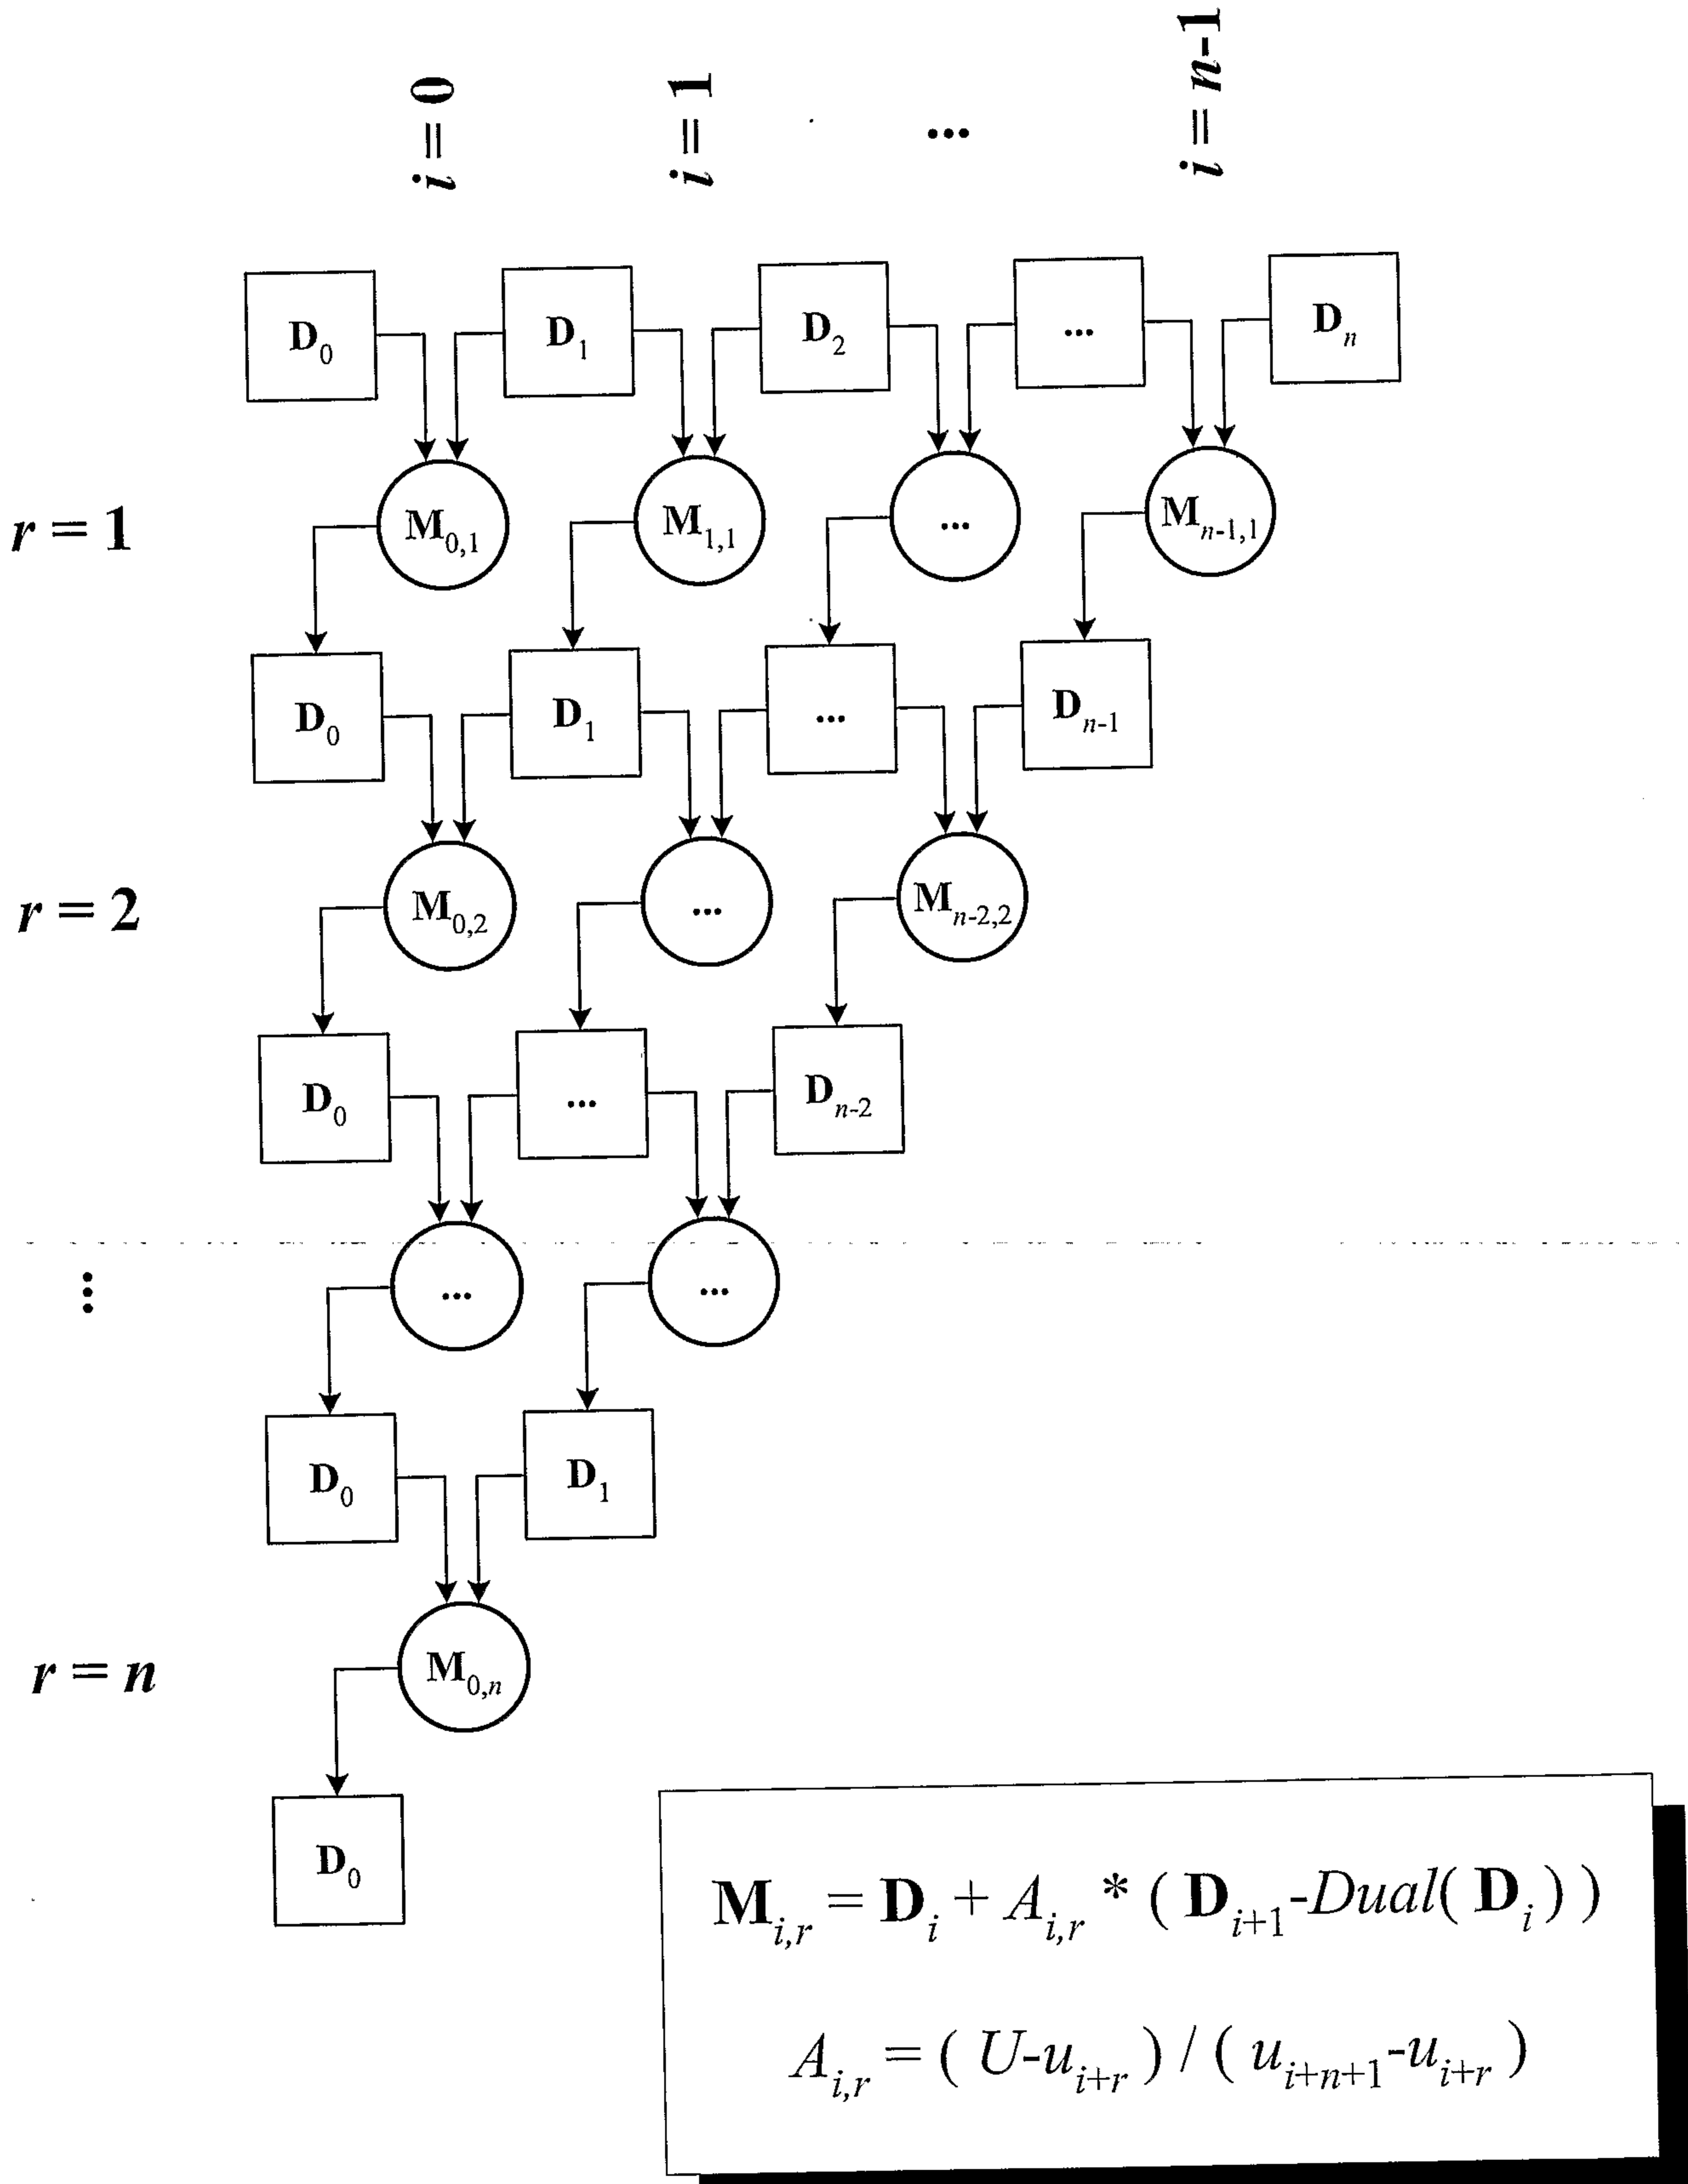 i = 0 i = 1 ... i = n-1
D0 D1 D2 ... Dn
r = 1 M0,1 M1,1 ... Mn-1,1
D0 D1 ... Dn-1
r = 2 M0,2 ... Mn-2,2
D0 ... Dn-2
... ... ...
D0 D1
r = n M0,n
D0
Mi,r = Di + Ai,r * ( Di+1-Dual( Di ) )
Ai,r = ( U-ui+r ) / ( ui+n+1-ui+r )